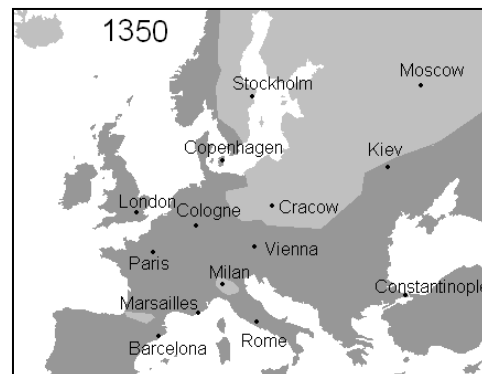 1350
Moscow
Stockholm
Copenhagen
Kiev
London
Cologne
Cracow
Paris
Vienna
Milan
Marsailles
Constantinople
Barcelona
Rome